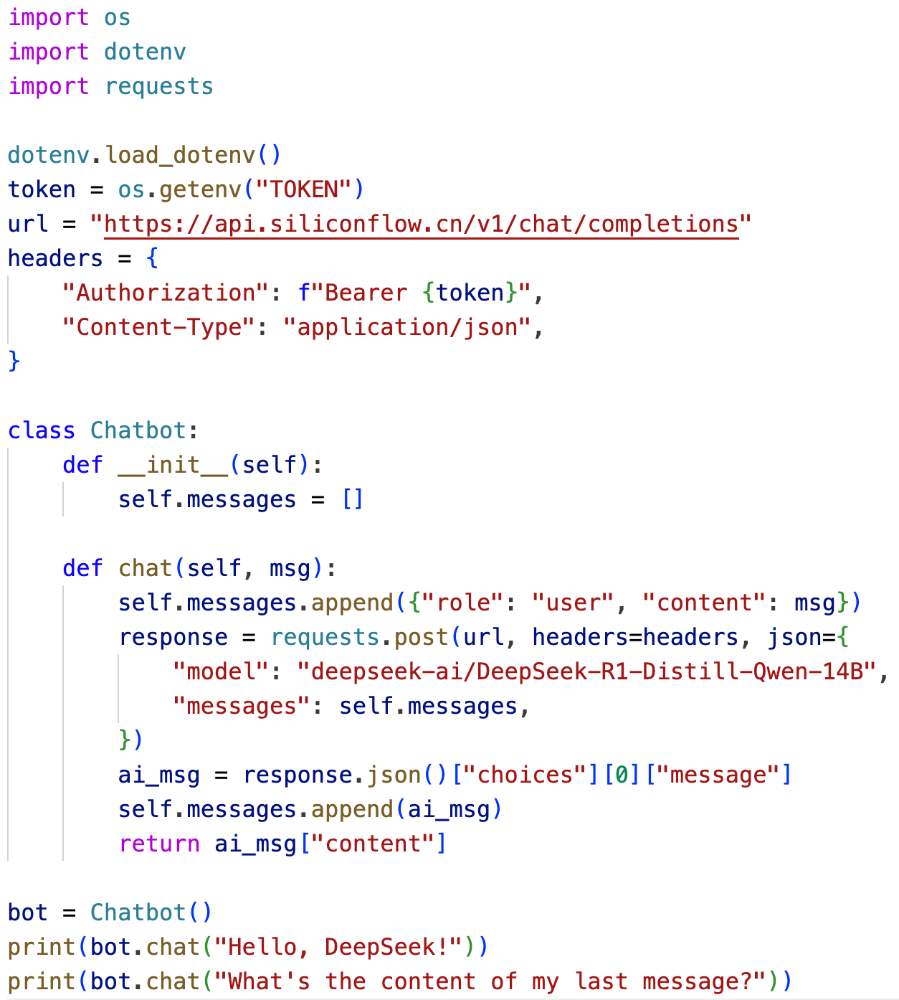 import os
import dotenv
import requests

dotenv.load_dotenv()
token = os.getenv("TOKEN")
url = "https://api.siliconflow.cn/v1/chat/completions"
headers = {
    "Authorization": f"Bearer {token}",
    "Content-Type": "application/json",
}

class Chatbot:
    def __init__(self):
        self.messages = []

    def chat(self, msg):
        self.messages.append({"role": "user", "content": msg})
        response = requests.post(url, headers=headers, json={
            "model": "deepseek-ai/DeepSeek-R1-Distill-Qwen-14B",
            "messages": self.messages,
        })
        ai_msg = response.json()["choices"][0]["message"]
        self.messages.append(ai_msg)
        return ai_msg["content"]

bot = Chatbot()
print(bot.chat("Hello, DeepSeek!"))
print(bot.chat("What's the content of my last message?"))